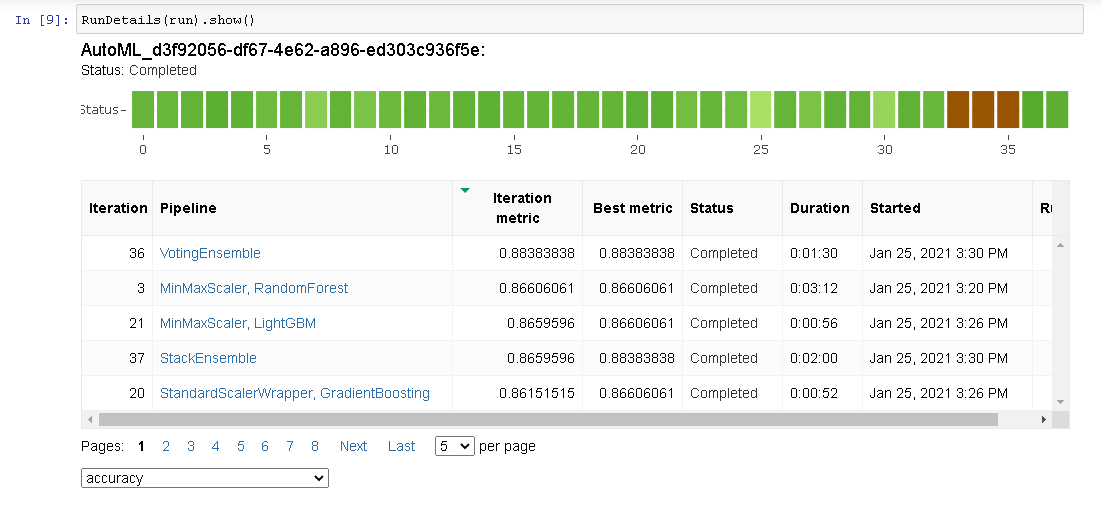 In [9]: RunDetails(run).show()
AutoML_d3f92056-df67-4e62-a896-ed303c936f5e:
Status: Completed
Status
0 5 10 15 20 25 30 35
Iteration Pipeline Iteration metric Best metric Status Duration Started
36 VotingEnsemble 0.88383838 0.88383838 Completed 0:01:30 Jan 25, 2021 3:30 PM
3 MinMaxScaler, RandomForest 0.86606061 0.86606061 Completed 0:03:12 Jan 25, 2021 3:20 PM
21 MinMaxScaler, LightGBM 0.8659596 0.86606061 Completed 0:00:56 Jan 25, 2021 3:26 PM
37 StackEnsemble 0.8659596 0.88383838 Completed 0:02:00 Jan 25, 2021 3:30 PM
20 StandardScalerWrapper, GradientBoosting 0.86151515 0.86606061 Completed 0:00:52 Jan 25, 2021 3:26 PM
Pages: 1 2 3 4 5 6 7 8 Next Last 5 per page
accuracy